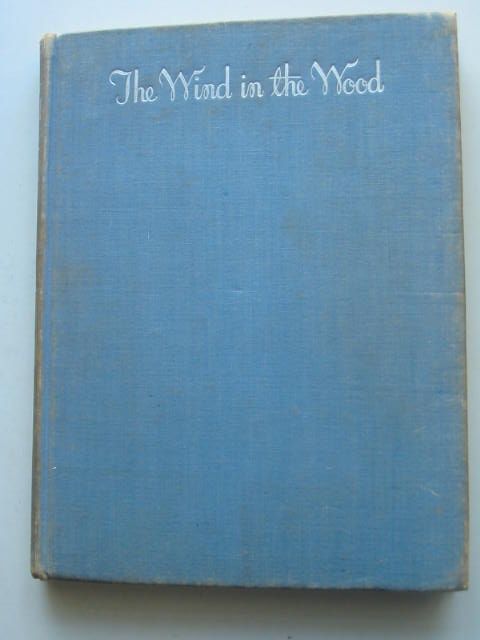 The Wind in the Wood